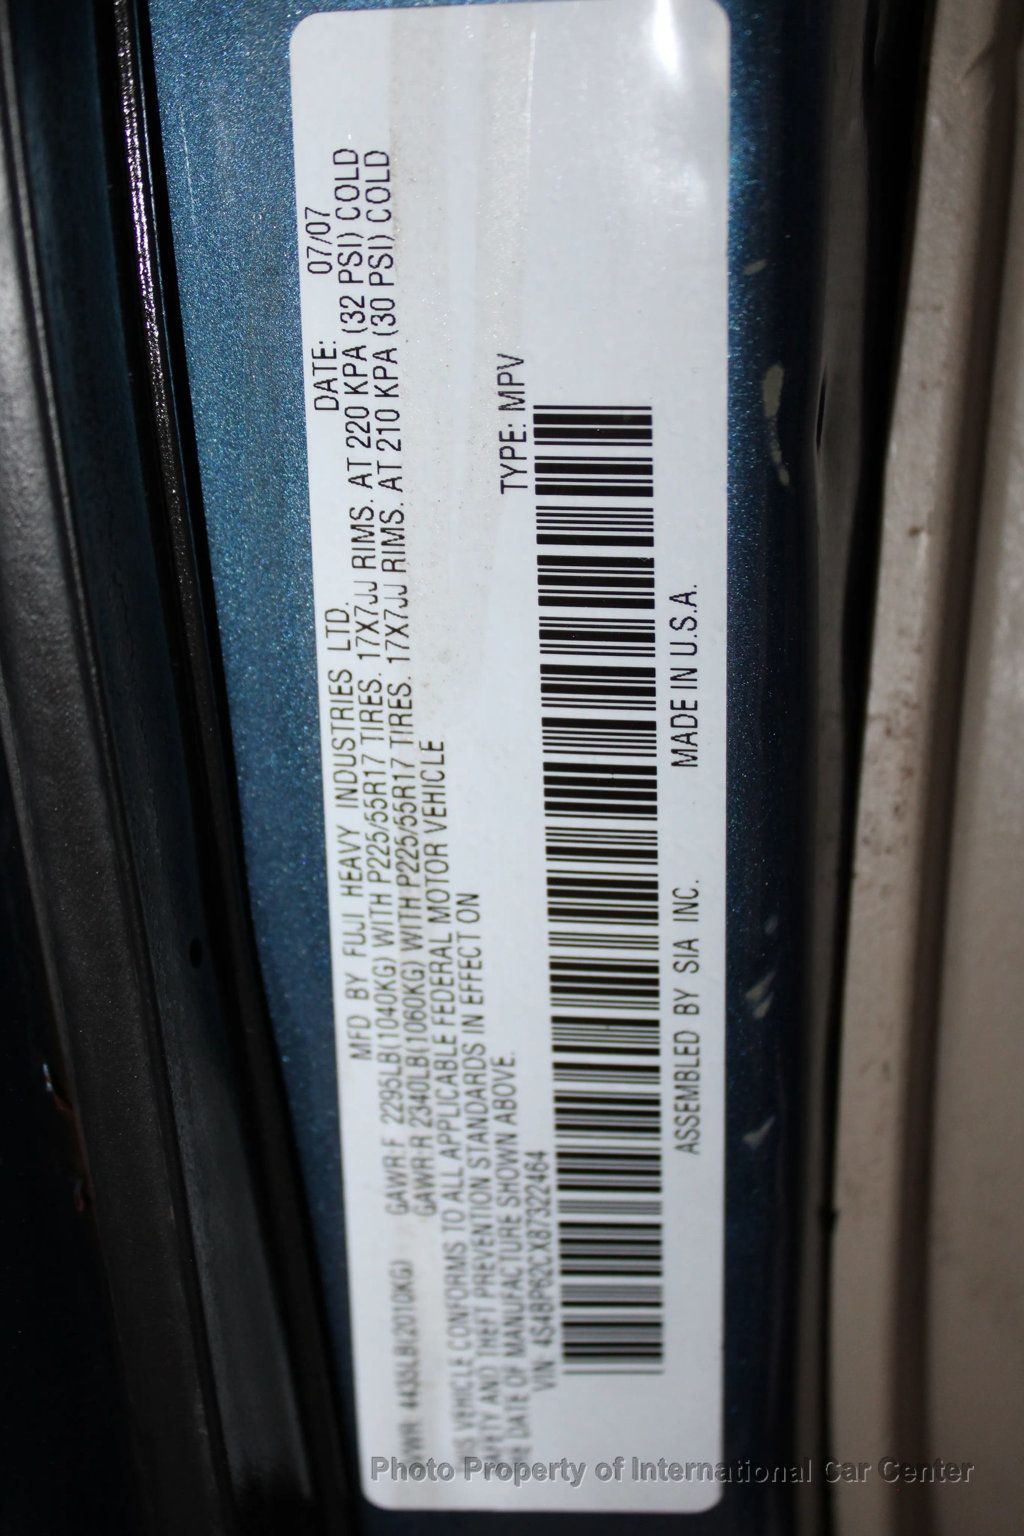 MFD BY FUJI HEAVY INDUSTRIES LTD. DATE: 07/07
GVWR 4435LB(2010KG) GAWR:F 2295LB(1040KG) WITH P225/55R17 TIRES. 17X7JJ RIMS. AT 220 KPA (32 PSI) COLD
GAWR:R 2340LB(1060KG) WITH P225/55R17 TIRES. 17X7JJ RIMS. AT 210 KPA (30 PSI) COLD
THIS VEHICLE CONFORMS TO ALL APPLICABLE FEDERAL MOTOR VEHICLE
SAFETY AND THEFT PREVENTION STANDARDS IN EFFECT ON
THE DATE OF MANUFACTURE SHOWN ABOVE.
VIN 4S4BP62CX87322464 TYPE: MPV
ASSEMBLED BY SIA INC. MADE IN U.S.A.
Photo Property of International Car Center